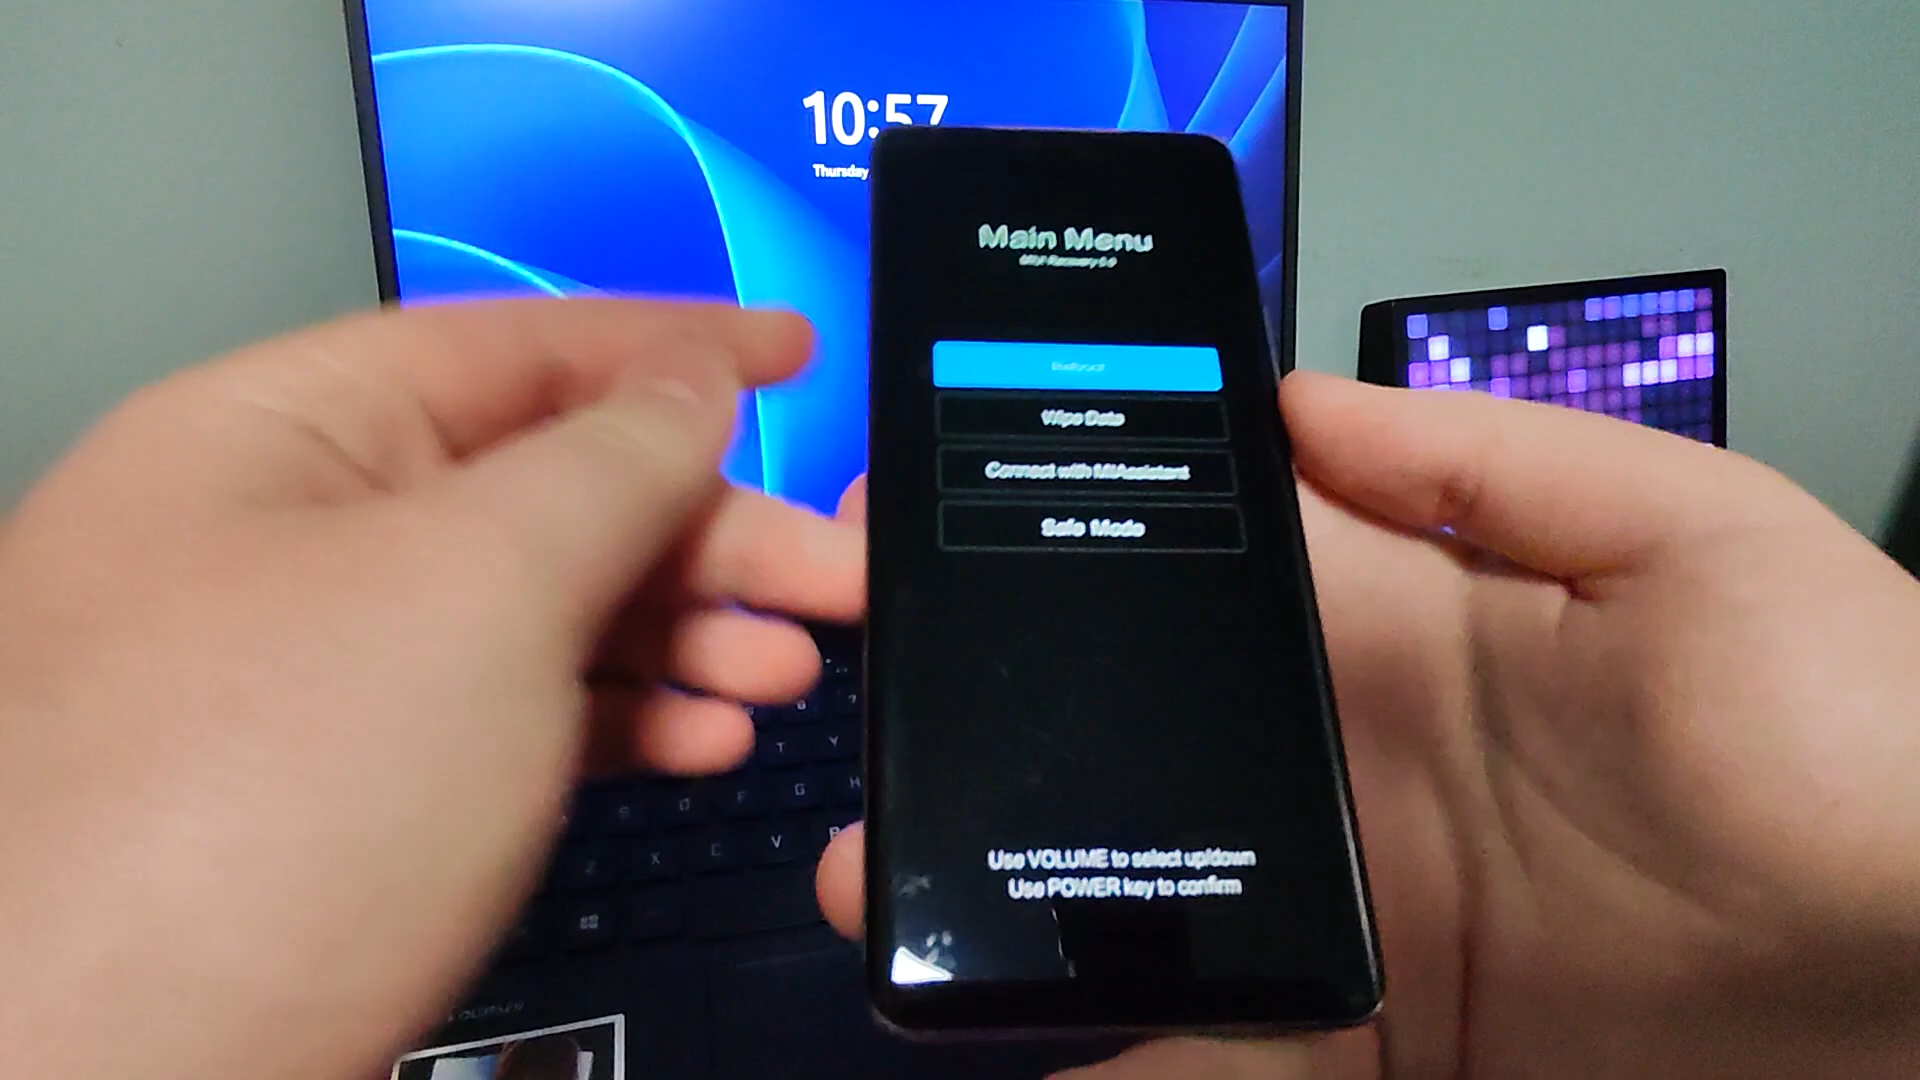 10:57
Thursday
Main Menu
Reboot
Wipe Data
Connect with MIAssistant
Safe Mode
Use VOLUME to select up/down
Use POWER key to confirm
T Y
S D F G H
Z X C V B